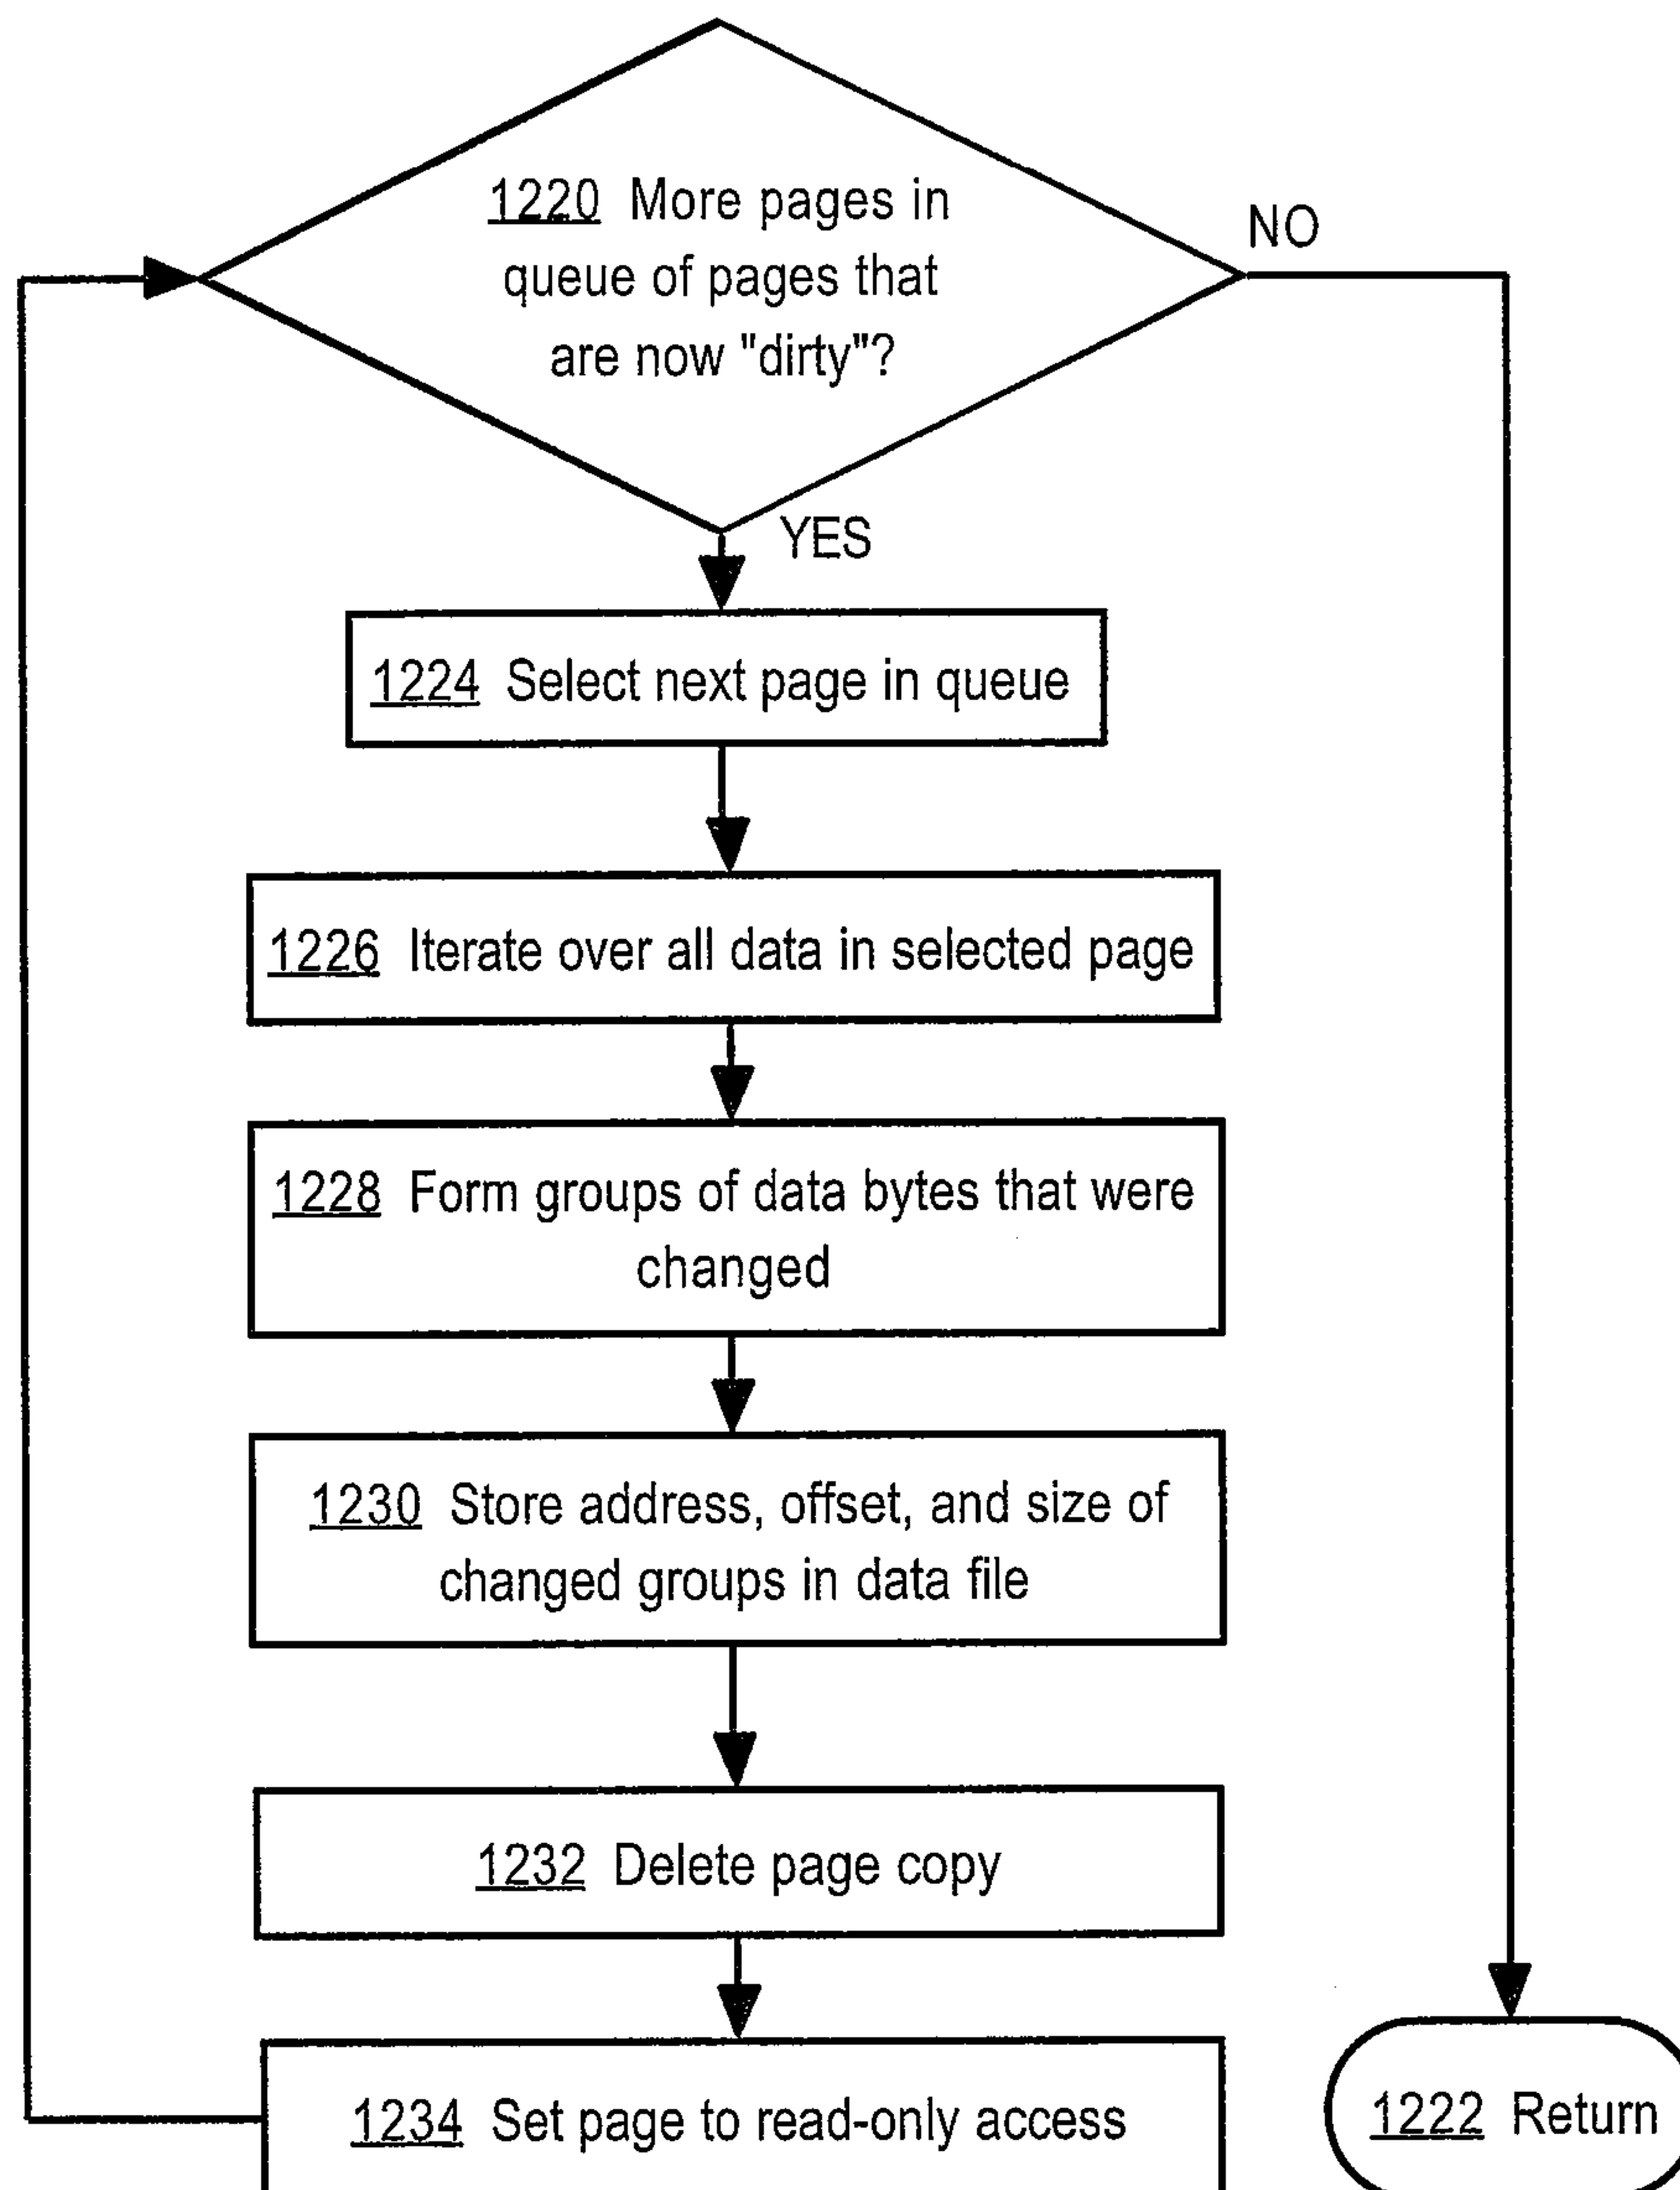 1220 More pages in
queue of pages that
are now "dirty"?
NO
YES
1224 Select next page in queue
1226 Iterate over all data in selected page
1228 Form groups of data bytes that were
changed
1230 Store address, offset, and size of
changed groups in data file
1232 Delete page copy
1234 Set page to read-only access
1222 Return